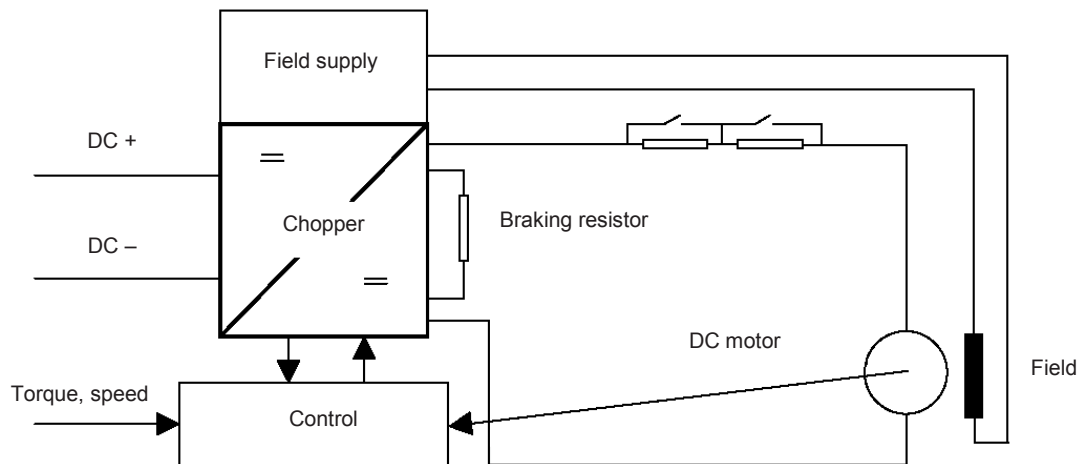 Field supply
DC +
Chopper
Braking resistor
DC –
DC motor
Field
Torque, speed
Control